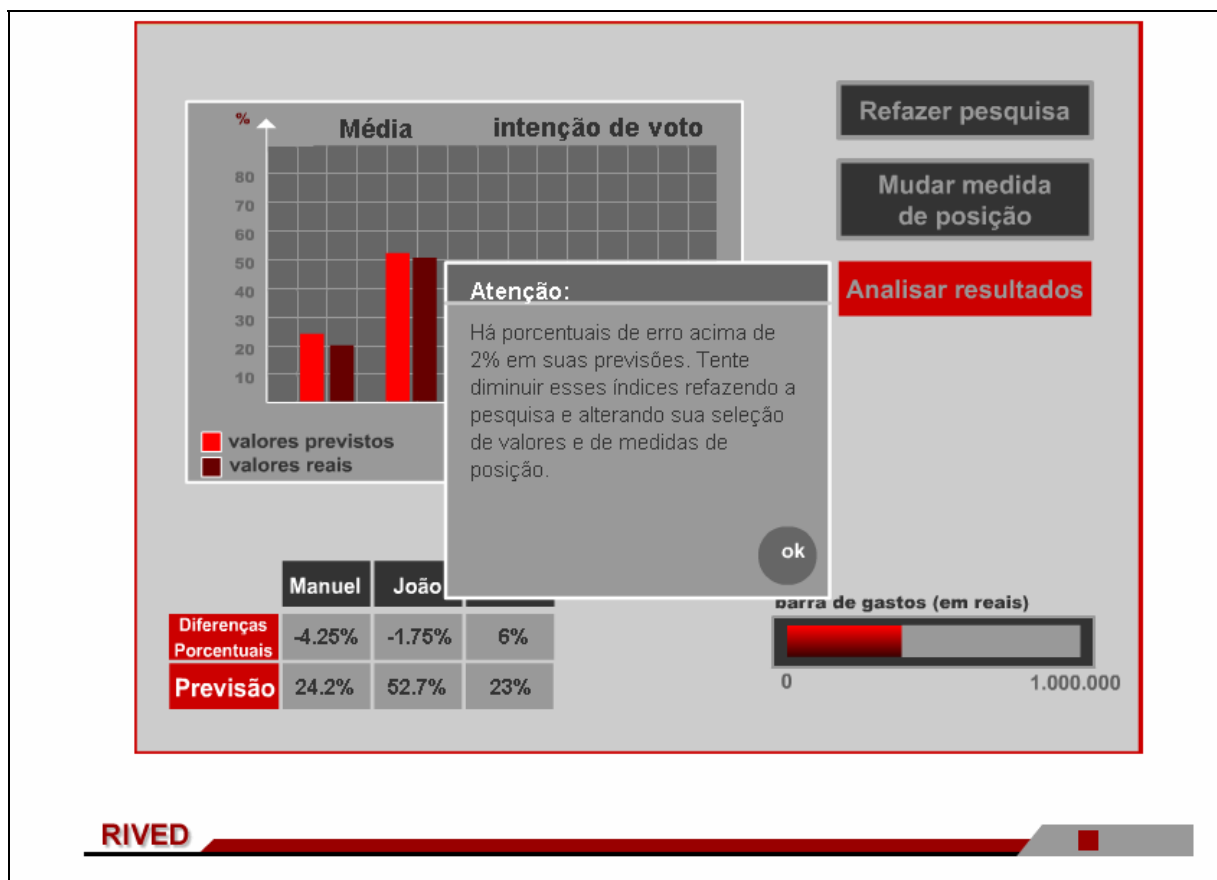 %
Média intenção de voto
80
70
60
50
40
30
20
10
valores previstos
valores reais
Refazer pesquisa
Mudar medida
de posição
Analisar resultados
Atenção:
Há porcentuais de erro acima de
2% em suas previsões. Tente
diminuir esses índices refazendo a
pesquisa e alterando sua seleção
de valores e de medidas de
posição.
ok
Manuel João
Diferenças
Porcentuais
-4.25% -1.75% 6%
Previsão 24.2% 52.7% 23%
barra de gastos (em reais)
0 1.000.000
RIVED